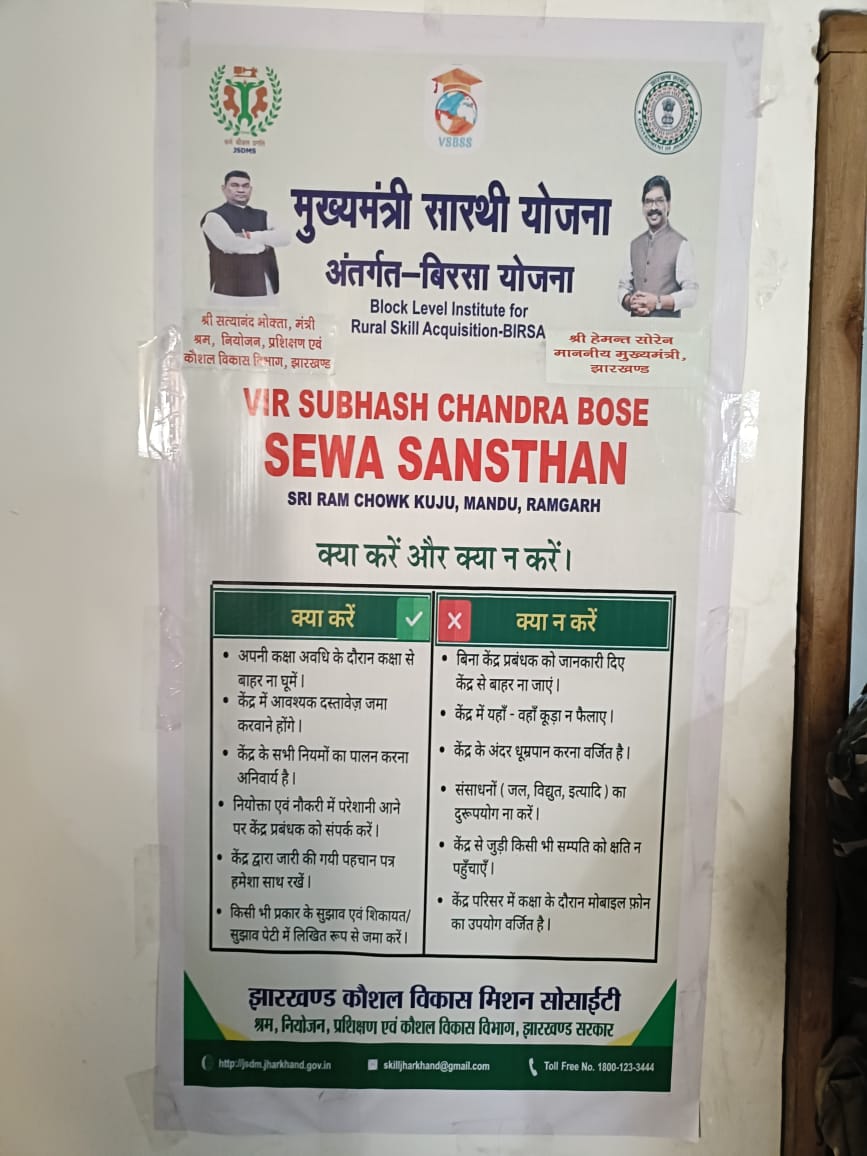 JSDMS
VSBSS
झारखण्ड सरकार
GOVERNMENT OF JHARKHAND
मुख्यमंत्री सारथी योजना
अंतर्गत–बिरसा योजना
Block Level Institute for
Rural Skill Acquisition-BIRSA
श्री सत्यानंद भोक्ता, मंत्री
श्रम, नियोजन, प्रशिक्षण एवं
कौशल विकास विभाग, झारखण्ड
श्री हेमन्त सोरेन
माननीय मुख्यमंत्री,
झारखण्ड
VIR SUBHASH CHANDRA BOSE
SEWA SANSTHAN
SRI RAM CHOWK KUJU, MANDU, RAMGARH
क्या करें और क्या न करें।
क्या करें
• अपनी कक्षा अवधि के दौरान कक्षा से
बाहर ना घूमें।
• केंद्र में आवश्यक दस्तावेज़ जमा
करवाने होंगे।
• केंद्र के सभी नियमों का पालन करना
अनिवार्य है।
• नियोक्ता एवं नौकरी में परेशानी आने
पर केंद्र प्रबंधक को संपर्क करें।
• केंद्र द्वारा जारी की गयी पहचान पत्र
हमेशा साथ रखें।
• किसी भी प्रकार के सुझाव एवं शिकायत/
सुझाव पेटी में लिखित रूप से जमा करें।
क्या न करें
• बिना केंद्र प्रबंधक को जानकारी दिए
केंद्र से बाहर ना जाएं।
• केंद्र में यहाँ - वहाँ कूड़ा न फैलाए।
• केंद्र के अंदर धूम्रपान करना वर्जित है।
• संसाधनों ( जल, विद्युत, इत्यादि ) का
दुरूपयोग ना करें।
• केंद्र से जुड़ी किसी भी सम्पति को क्षति न
पहुँचाएँ।
• केंद्र परिसर में कक्षा के दौरान मोबाइल फ़ोन
का उपयोग वर्जित है।
झारखण्ड कौशल विकास मिशन सोसाईटी
श्रम, नियोजन, प्रशिक्षण एवं कौशल विकास विभाग, झारखण्ड सरकार
http://jsdm.jharkhand.gov.in
skilljharkhand@gmail.com
Toll Free No. 1800-123-3444